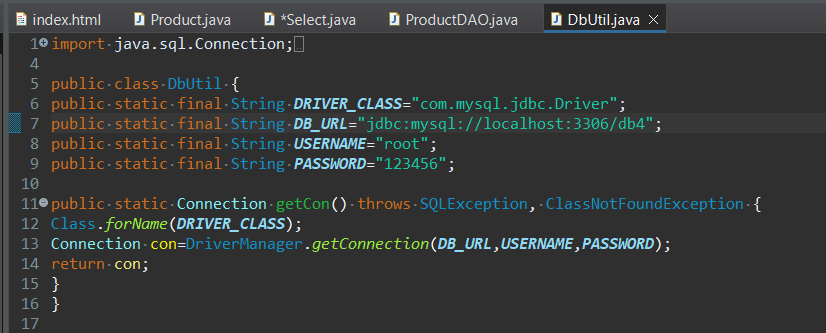 index.html Product.java *Select.java ProductDAO.java DbUtil.java
1 import java.sql.Connection;
4
5 public class DbUtil {
6 public static final String DRIVER_CLASS="com.mysql.jdbc.Driver";
7 public static final String DB_URL="jdbc:mysql://localhost:3306/db4";
8 public static final String USERNAME="root";
9 public static final String PASSWORD="123456";
10
11 public static Connection getCon() throws SQLException, ClassNotFoundException {
12 Class.forName(DRIVER_CLASS);
13 Connection con=DriverManager.getConnection(DB_URL,USERNAME,PASSWORD);
14 return con;
15 }
16 }
17